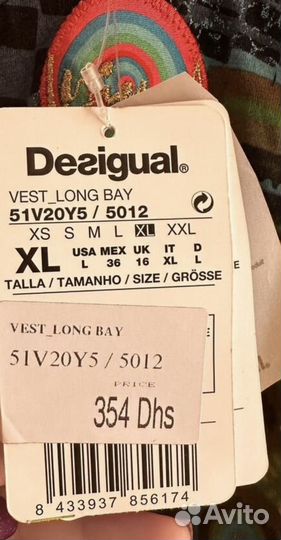 Desigual®
VEST_LONG BAY
51V20Y5 / 5012
XS S M L XL XXL
XL USA MEX UK IT D
L 36 16 XL L
TALLA / TAMANHO / SIZE / GRÖSSE
VEST_LONG BAY
51V20Y5 / 5012
PRICE
354 Dhs
8 433937 856174
Avito